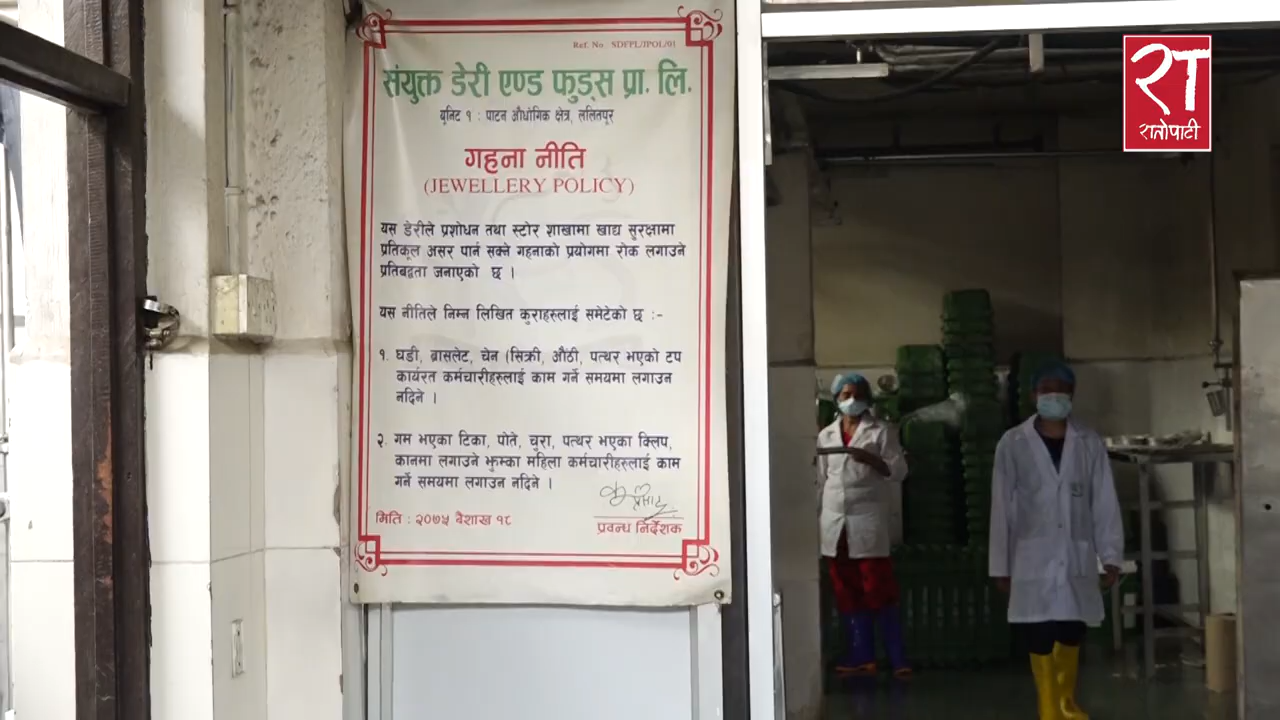 Ref. No SDFPL/JPOL/01
संयुक्त डेरी एण्ड फुड्स प्रा. लि.
युनिट १ : पाटन औधोगिक क्षेत्र, ललितपुर
गहना नीति
(JEWELLERY POLICY)
यस डेरीले प्रशोधन तथा स्टोर शाखामा खाद्य सुरक्षामा
प्रतिकूल असर पार्न सक्ने गहनाको प्रयोगमा रोक लगाउने
प्रतिबद्धता जनाएको छ ।
यस नीतिले निम्न लिखित कुराहरुलाई समेटेको छ :-
१. घडी, ब्रासलेट, चेन (सिक्री, औंठी, पत्थर भएको टप
कार्यरत कर्मचारीहरुलाई काम गर्ने समयमा लगाउन
नदिने ।
२. गम भएका टिका, पोते, चुरा, पत्थर भएका क्लिप,
कानमा लगाउने झुम्का महिला कर्मचारीहरुलाई काम
गर्ने समयमा लगाउन नदिने ।
मिति : २०७५ बैशाख १८
प्रवन्ध निर्देशक
रा
रातोपाटी